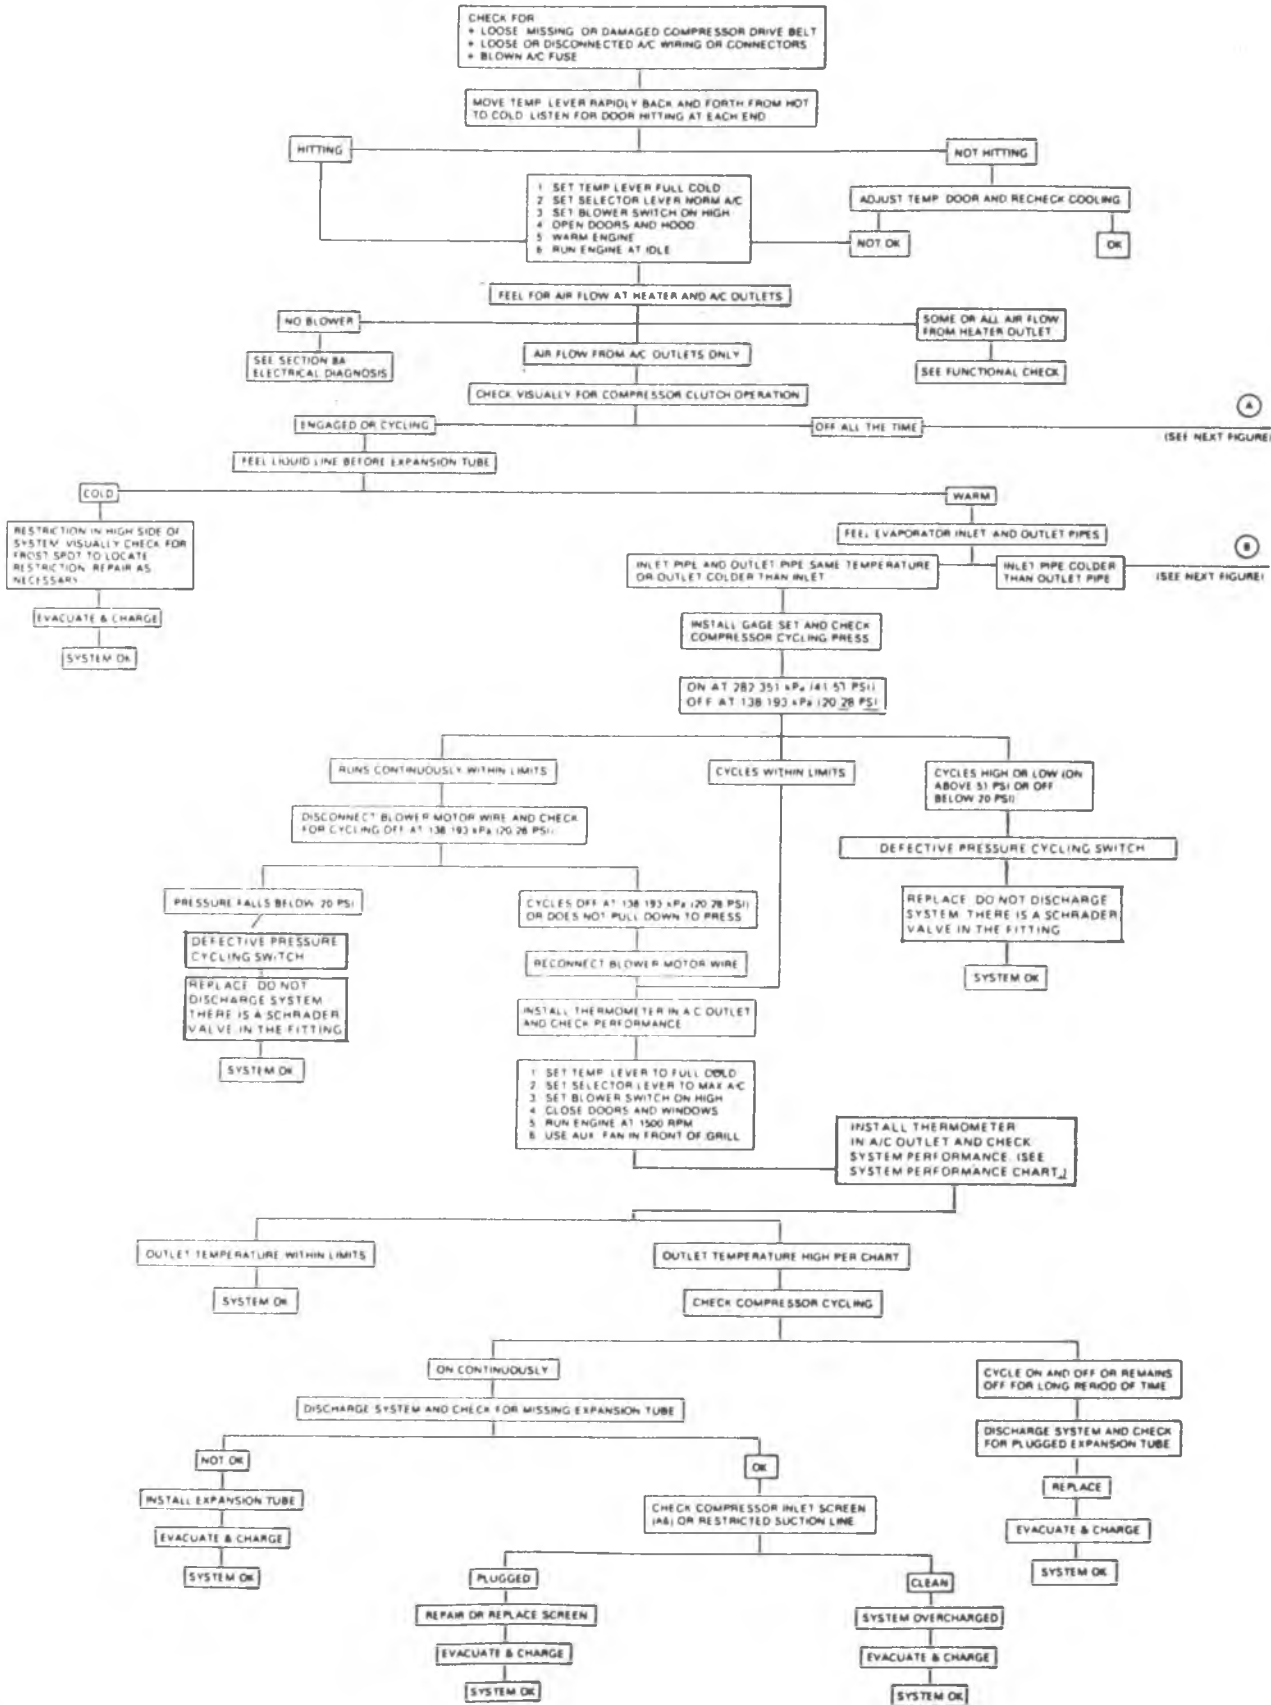 CHECK FOR
• LOOSE MISSING OR DAMAGED COMPRESSOR DRIVE BELT
• LOOSE OR DISCONNECTED A/C WIRING OR CONNECTORS
• BLOWN A/C FUSE
MOVE TEMP LEVER RAPIDLY BACK AND FORTH FROM HOT
TO COLD LISTEN FOR DOOR HITTING AT EACH END
HITTING
NOT HITTING
1 SET TEMP LEVER FULL COLD
2 SET SELECTOR LEVER NORM A/C
3 SET BLOWER SWITCH ON HIGH
4 OPEN DOORS AND HOOD
5 WARM ENGINE
6 RUN ENGINE AT IDLE
ADJUST TEMP DOOR AND RECHECK COOLING
NOT OK
OK
FEEL FOR AIR FLOW AT HEATER AND A/C OUTLETS
NO BLOWER
SOME OR ALL AIR FLOW
FROM HEATER OUTLET
SEE SECTION 8A
ELECTRICAL DIAGNOSIS
AIR FLOW FROM A/C OUTLETS ONLY
SEE FUNCTIONAL CHECK
CHECK VISUALLY FOR COMPRESSOR CLUTCH OPERATION
ENGAGED OR CYCLING
OFF ALL THE TIME
A
(SEE NEXT FIGURE)
FEEL LIQUID LINE BEFORE EXPANSION TUBE
COLD
WARM
RESTRICTION IN HIGH SIDE OF
SYSTEM VISUALLY CHECK FOR
FROST SPOT TO LOCATE
RESTRICTION REPAIR AS
NECESSARY
FEEL EVAPORATOR INLET AND OUTLET PIPES
INLET PIPE AND OUTLET PIPE SAME TEMPERATURE
OR OUTLET COLDER THAN INLET
INLET PIPE COLDER
THAN OUTLET PIPE
B
(SEE NEXT FIGURE)
EVACUATE & CHARGE
SYSTEM OK
INSTALL GAGE SET AND CHECK
COMPRESSOR CYCLING PRESS
ON AT 282 351 kPa (41 51 PSI)
OFF AT 138 193 kPa (20 28 PSI)
RUNS CONTINUOUSLY WITHIN LIMITS
CYCLES WITHIN LIMITS
CYCLES HIGH OR LOW (ON
ABOVE 51 PSI OR OFF
BELOW 20 PSI)
DISCONNECT BLOWER MOTOR WIRE AND CHECK
FOR CYCLING OFF AT 138 193 kPa (20 28 PSI)
DEFECTIVE PRESSURE CYCLING SWITCH
PRESSURE FALLS BELOW 20 PSI
CYCLES OFF AT 138 193 kPa (20 28 PSI)
OR DOES NOT PULL DOWN TO PRESS
REPLACE DO NOT DISCHARGE
SYSTEM THERE IS A SCHRADER
VALVE IN THE FITTING
DEFECTIVE PRESSURE
CYCLING SWITCH
RECONNECT BLOWER MOTOR WIRE
SYSTEM OK
REPLACE DO NOT
DISCHARGE SYSTEM
THERE IS A SCHRADER
VALVE IN THE FITTING
INSTALL THERMOMETER IN A C OUTLET
AND CHECK PERFORMANCE
SYSTEM OK
1 SET TEMP LEVER TO FULL COLD
2 SET SELECTOR LEVER TO MAX A/C
3 SET BLOWER SWITCH ON HIGH
4 CLOSE DOORS AND WINDOWS
5 RUN ENGINE AT 1500 RPM
6 USE AUX. FAN IN FRONT OF GRILL
INSTALL THERMOMETER
IN A/C OUTLET AND CHECK
SYSTEM PERFORMANCE. (SEE
SYSTEM PERFORMANCE CHART.)
OUTLET TEMPERATURE WITHIN LIMITS
OUTLET TEMPERATURE HIGH PER CHART
SYSTEM OK
CHECK COMPRESSOR CYCLING
ON CONTINUOUSLY
CYCLE ON AND OFF OR REMAINS
OFF FOR LONG PERIOD OF TIME
DISCHARGE SYSTEM AND CHECK FOR MISSING EXPANSION TUBE
DISCHARGE SYSTEM AND CHECK
FOR PLUGGED EXPANSION TUBE
NOT OK
OK
REPLACE
INSTALL EXPANSION TUBE
CHECK COMPRESSOR INLET SCREEN
(A6) OR RESTRICTED SUCTION LINE
EVACUATE & CHARGE
EVACUATE & CHARGE
SYSTEM OK
SYSTEM OK
PLUGGED
CLEAN
REPAIR OR REPLACE SCREEN
SYSTEM OVERCHARGED
EVACUATE & CHARGE
EVACUATE & CHARGE
SYSTEM OK
SYSTEM OK